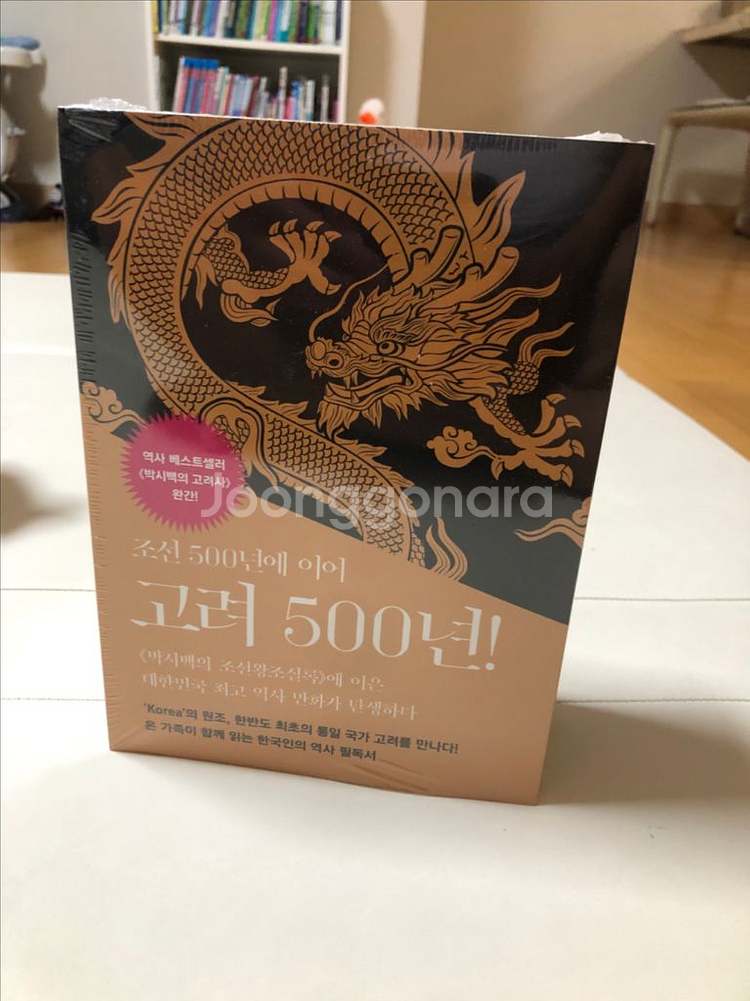 역사 베스트셀러
《박시백의 고려사》
완간!
Joonggonara
조선 500년에 이어
고려 500년!
《박시백의 조선왕조실록》에 이은
대한민국 최고 역사 만화가 탄생하다
'Korea'의 원조, 한반도 최초의 통일 국가 고려를 만나다!
온 가족이 함께 읽는 한국인의 역사 필독서